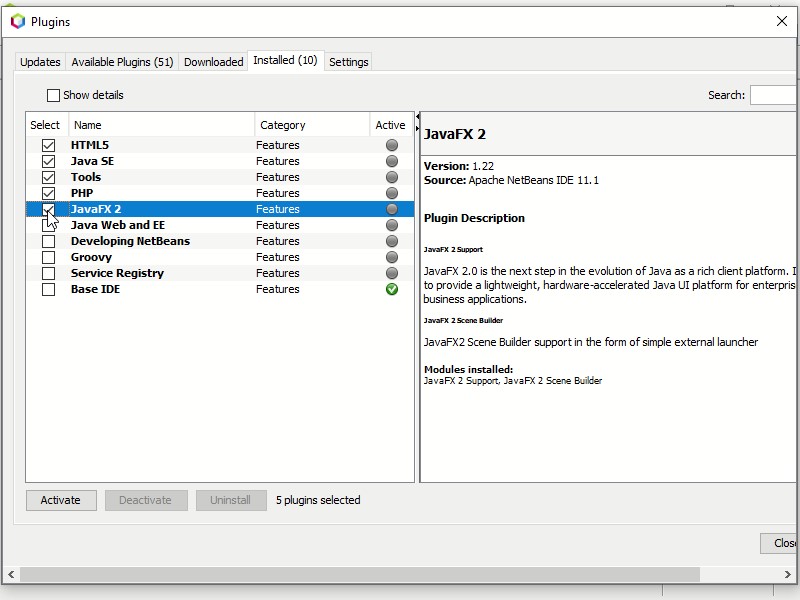 Plugins
Updates Available Plugins (51) Downloaded Installed (10) Settings
Show details Search:
Select Name Category Active
HTML5 Features
Java SE Features
Tools Features
PHP Features
JavaFX 2 Features
Java Web and EE Features
Developing NetBeans Features
Groovy Features
Service Registry Features
Base IDE Features
JavaFX 2
Version: 1.22
Source: Apache NetBeans IDE 11.1
Plugin Description
JavaFX 2 Support
JavaFX 2.0 is the next step in the evolution of Java as a rich client platform.
to provide a lightweight, hardware-accelerated Java UI platform for enterpris
business applications.
JavaFX 2 Scene Builder
JavaFX2 Scene Builder support in the form of simple external launcher
Modules installed:
JavaFX 2 Support, JavaFX 2 Scene Builder
Activate Deactivate Uninstall 5 plugins selected
Close